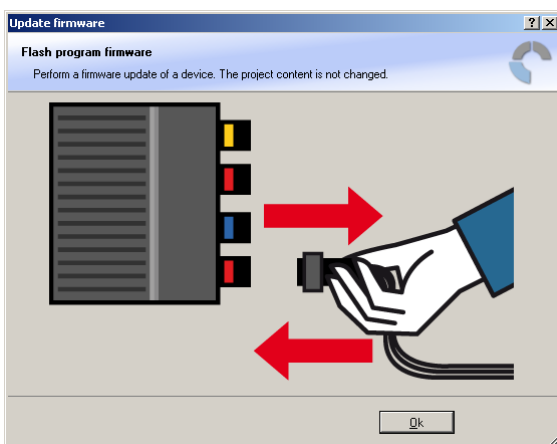 Update firmware
Flash program firmware
Perform a firmware update of a device. The project content is not changed.
Ok